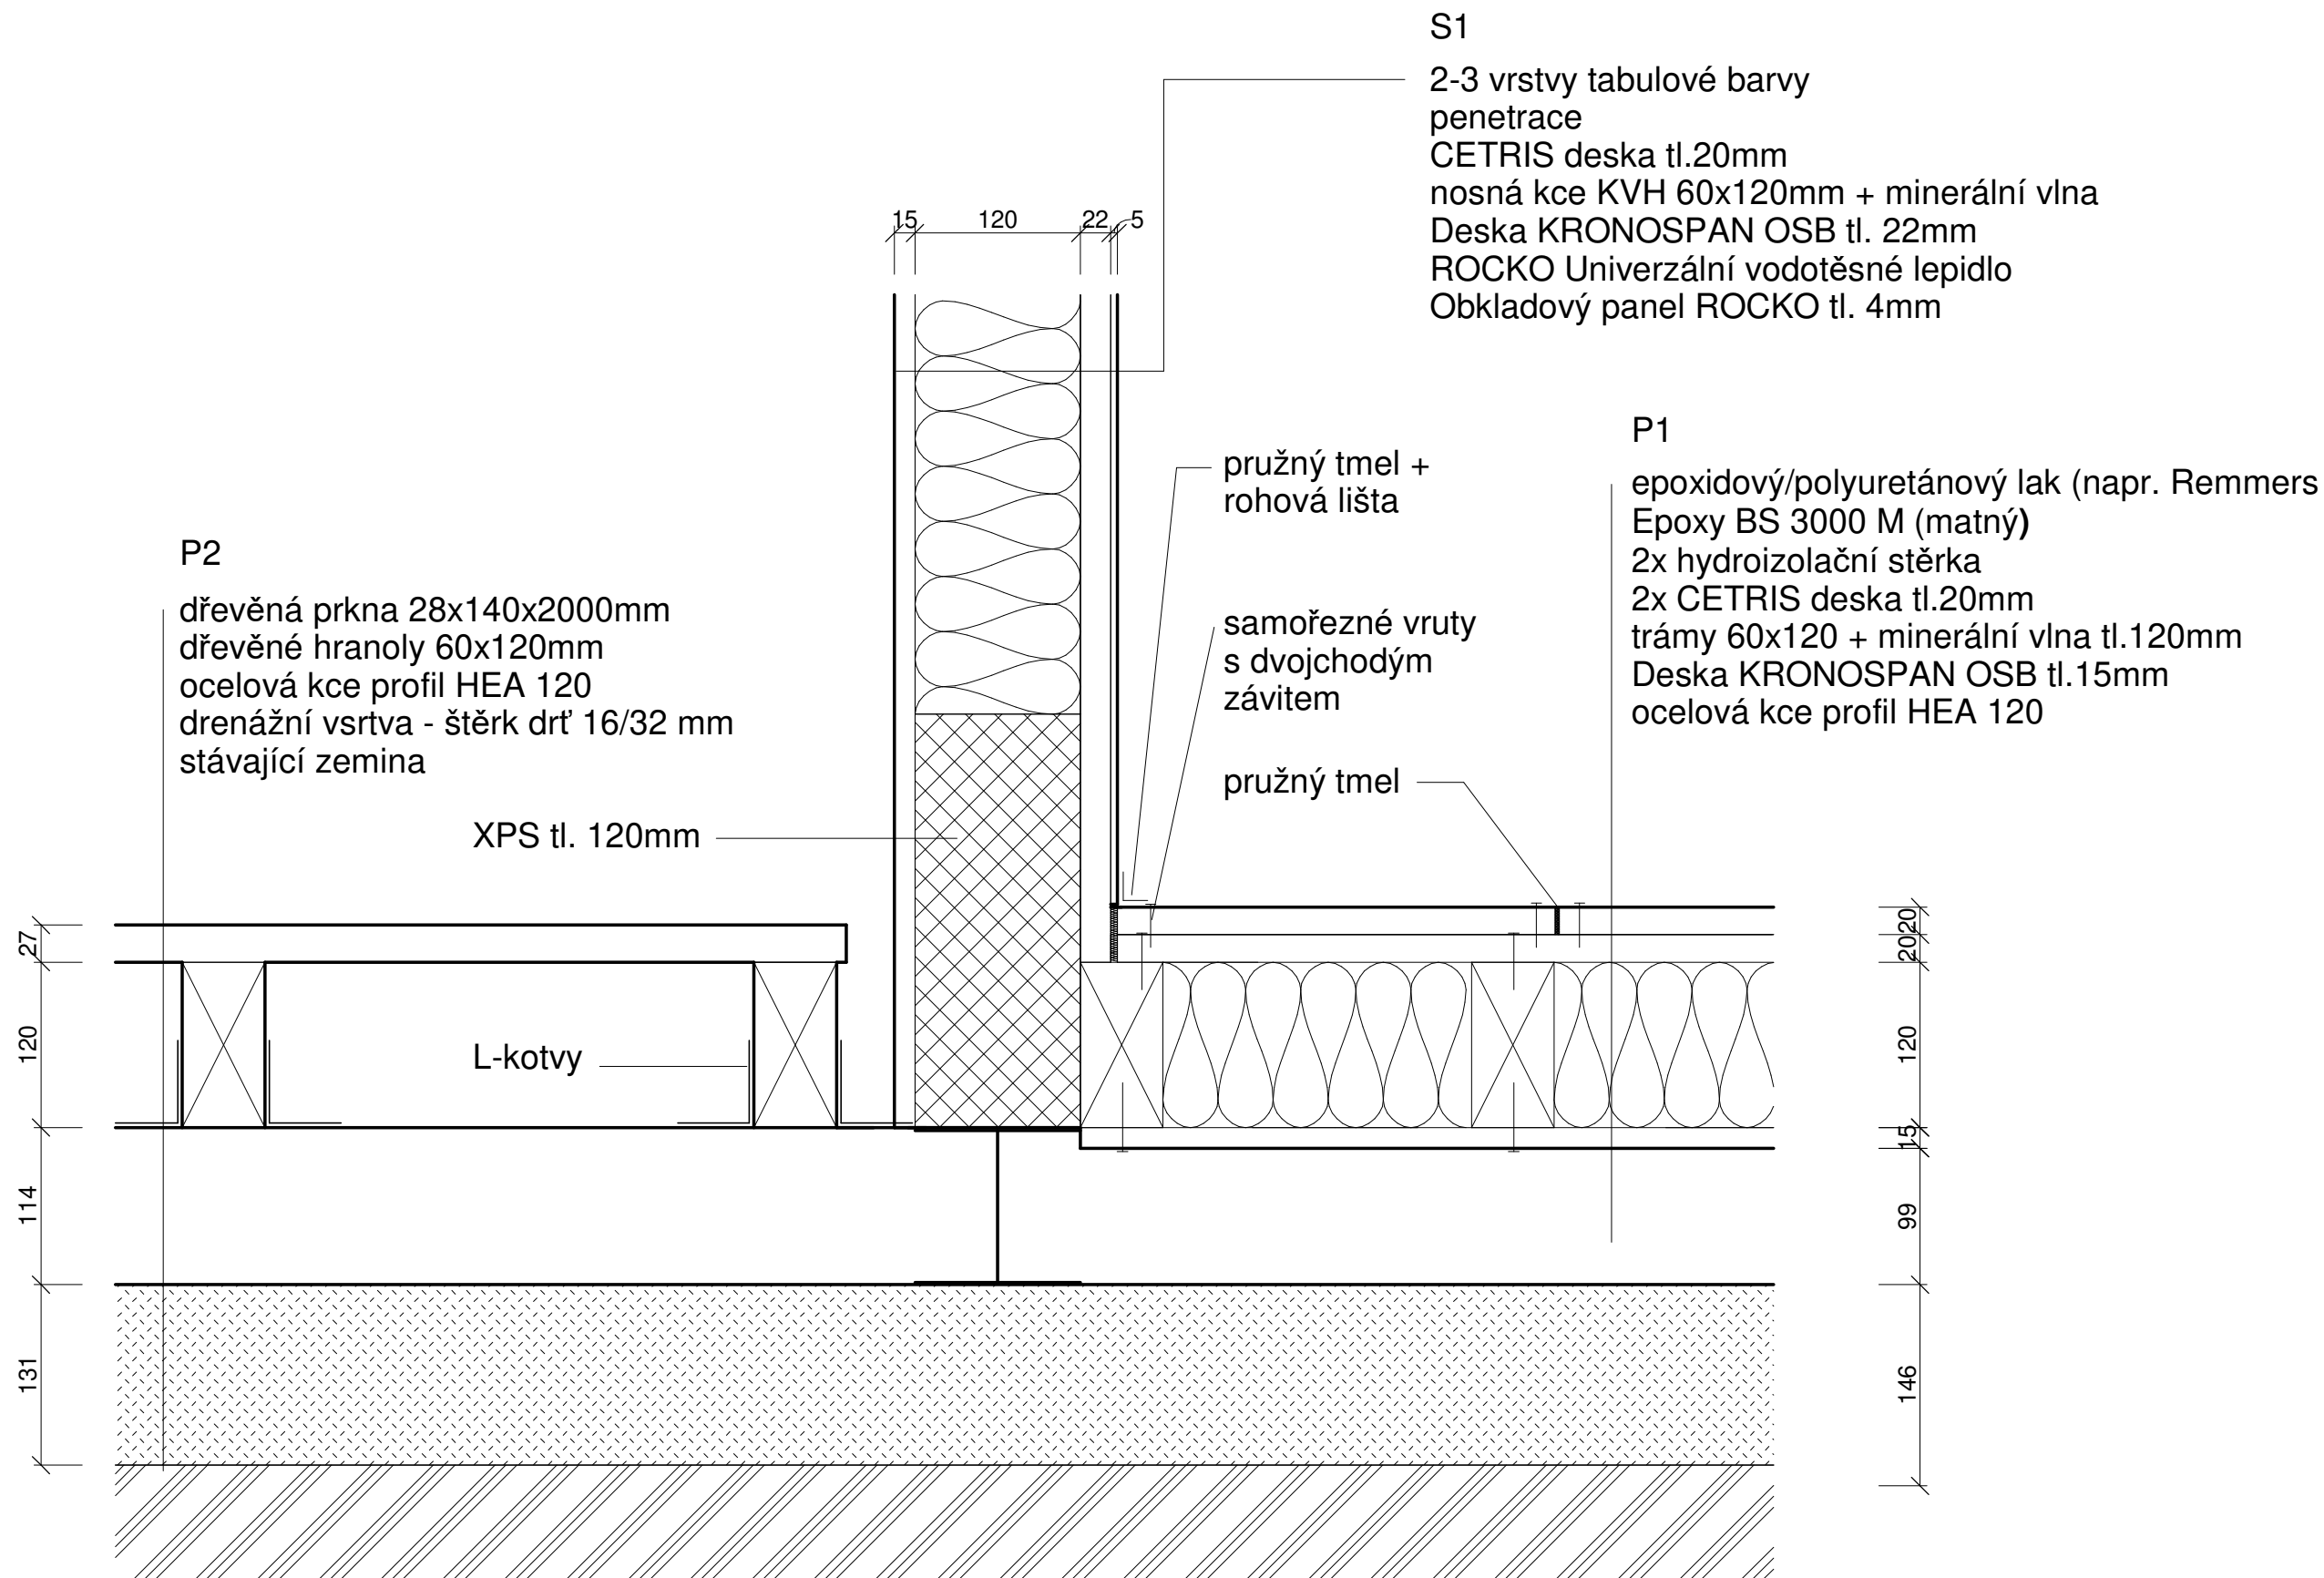 S1
2-3 vrstvy tabulové barvy
penetrace
CETRIS deska tl.20mm
nosná kce KVH 60x120mm + minerální vlna
Deska KRONOSPAN OSB tl. 22mm
ROCKO Univerzální vodotěsné lepidlo
Obkladový panel ROCKO tl. 4mm
15 120 22 5
P1
epoxidový/polyuretánový lak (napr. Remmers
Epoxy BS 3000 M (matný)
2x hydroizolační stěrka
2x CETRIS deska tl.20mm
trámy 60x120 + minerální vlna tl.120mm
Deska KRONOSPAN OSB tl.15mm
ocelová kce profil HEA 120
pružný tmel +
rohová lišta
samořezné vruty
s dvojchodým
závitem
pružný tmel
P2
dřevěná prkna 28x140x2000mm
dřevěné hranoly 60x120mm
ocelová kce profil HEA 120
drenážní vsrtva - štěrk drť 16/32 mm
stávající zemina
XPS tl. 120mm
L-kotvy
27
120
114
131
20
20
120
15
99
146